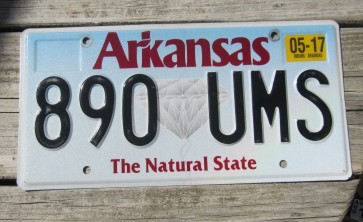 Arkansas
05-17
890 UMS
The Natural State